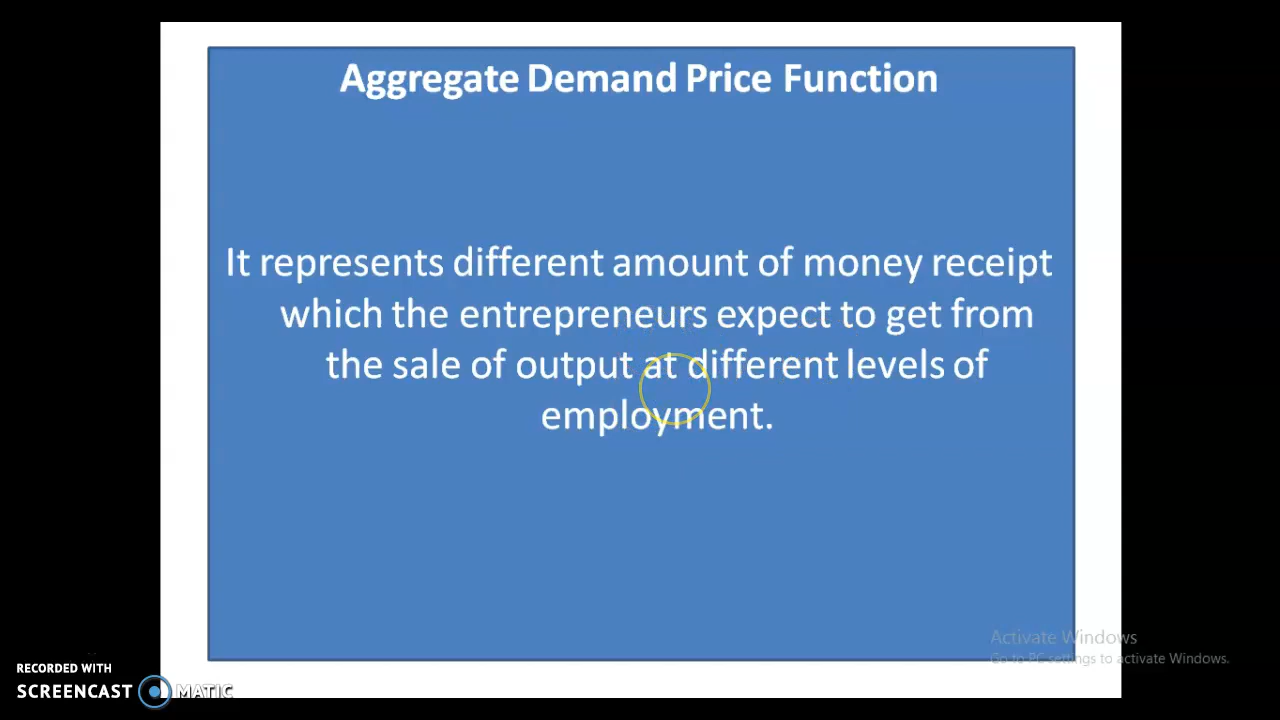 Aggregate Demand Price Function
It represents different amount of money receipt
which the entrepreneurs expect to get from
the sale of output at different levels of
employment.
Activate Windows
Go to PC settings to activate Windows.
RECORDED WITH
SCREENCAST MATIC